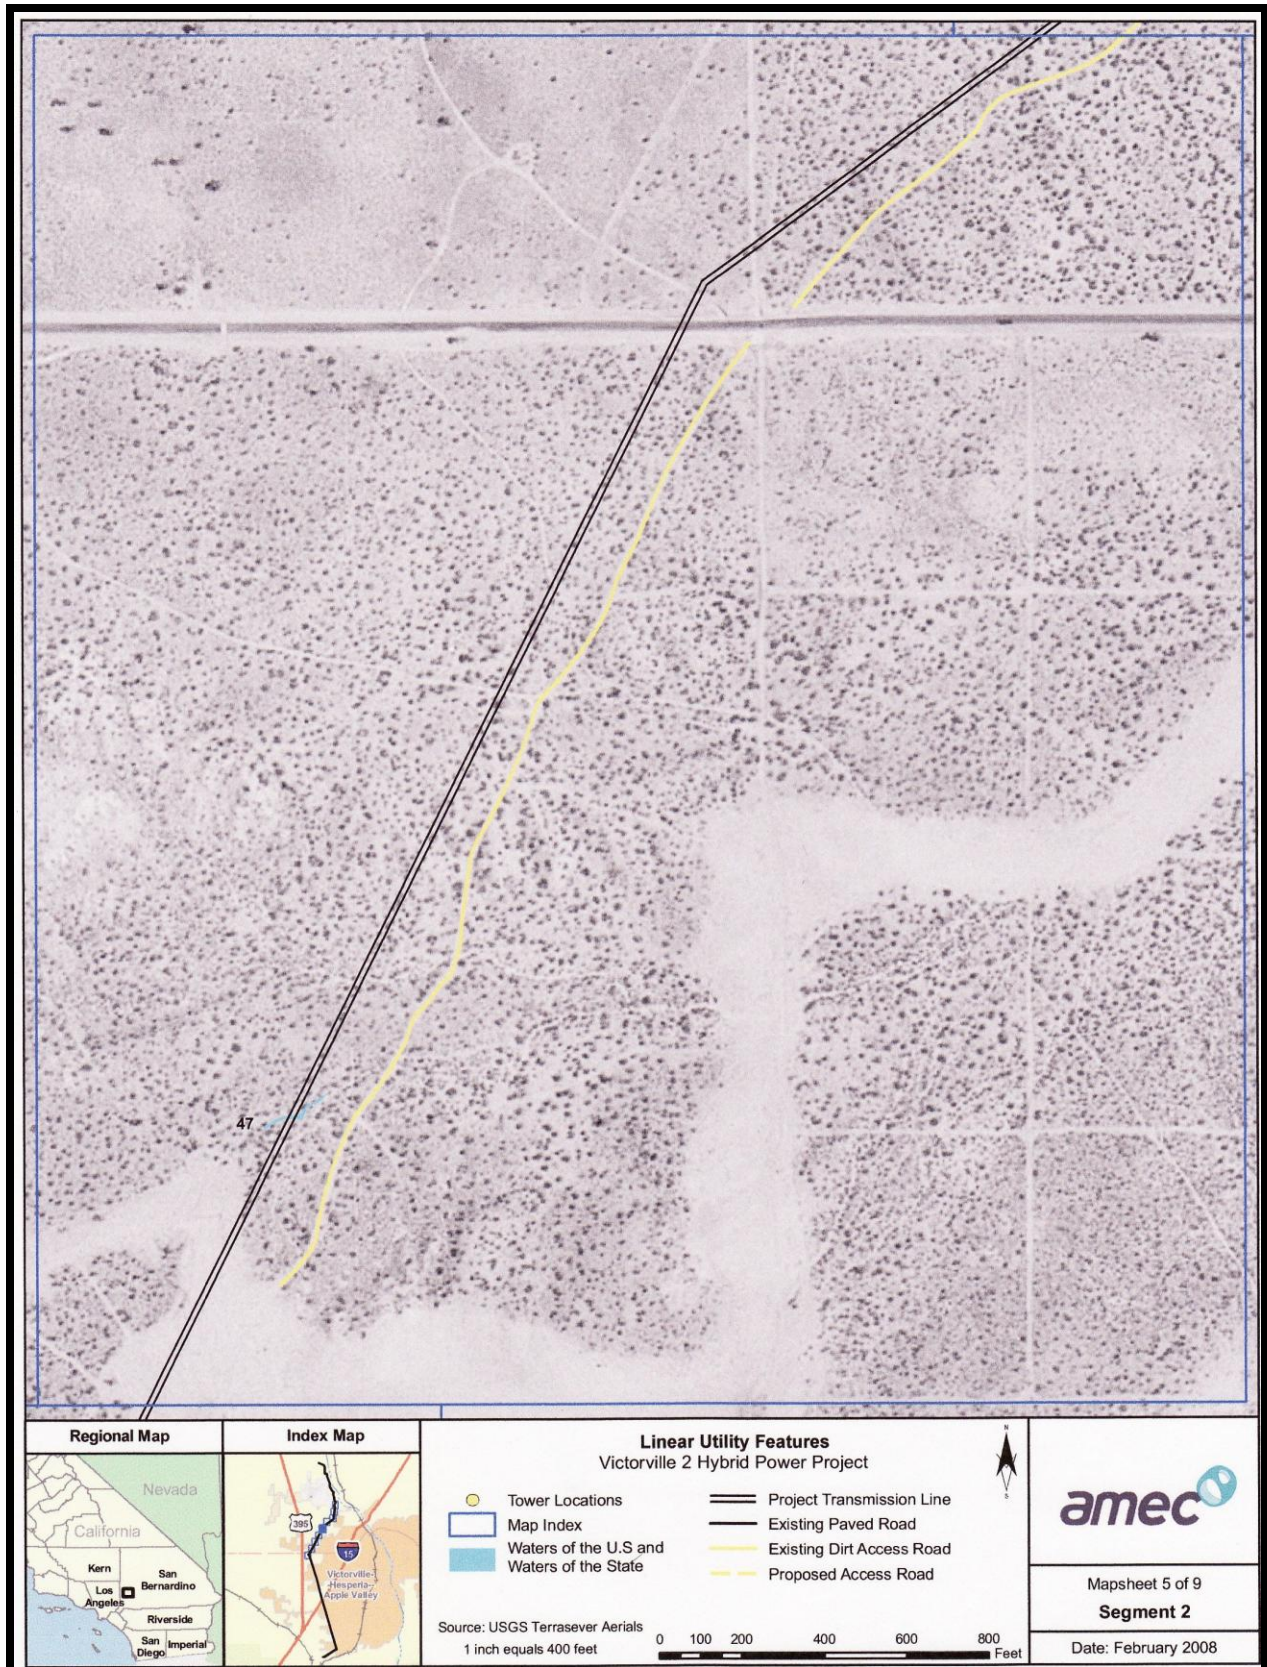 47
Regional Map
Nevada
California
Kern
San
Bernardino
Los
Angeles
Riverside
San
Diego
Imperial
Index Map
395
15
Victorville-
-Hesperia-
Apple Valley
Linear Utility Features
Victorville 2 Hybrid Power Project
Tower Locations
Map Index
Waters of the U.S and
Waters of the State
Project Transmission Line
Existing Paved Road
Existing Dirt Access Road
Proposed Access Road
N
S
Source: USGS Terrasever Aerials
1 inch equals 400 feet
0 100 200 400 600 800
Feet
amec
Mapsheet 5 of 9
Segment 2
Date: February 2008